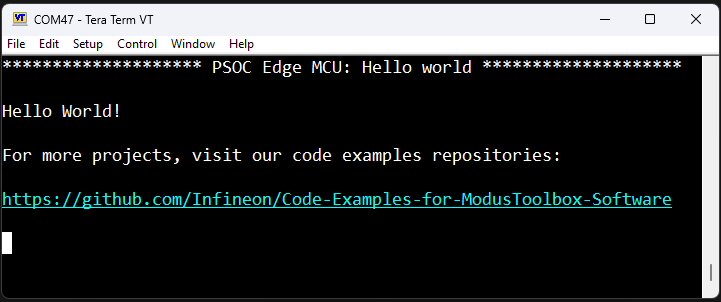 COM47 - Tera Term VT
File Edit Setup Control Window Help
******************** PSOC Edge MCU: Hello world ********************
Hello World!
For more projects, visit our code examples repositories:
https://github.com/Infineon/Code-Examples-for-ModusToolbox-Software